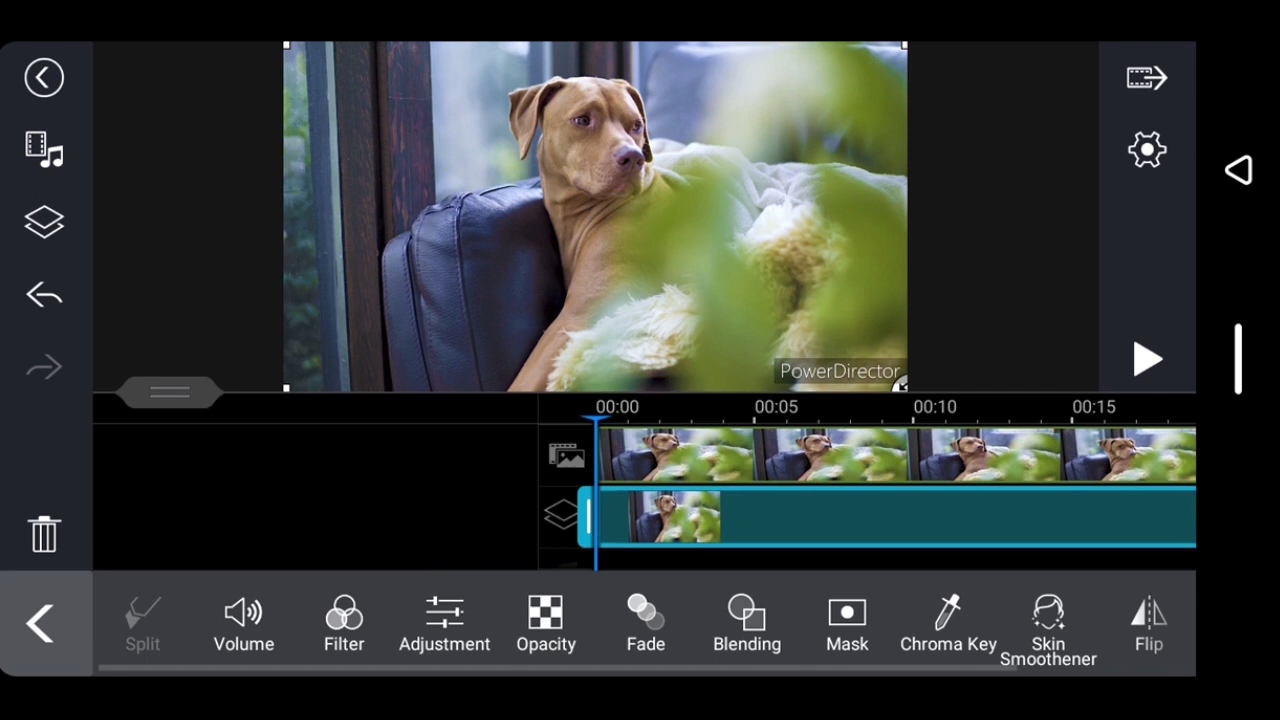 PowerDirector
00:00 00:05 00:10 00:15
Split Volume Filter Adjustment Opacity Fade Blending Mask Chroma Key Skin Smoothener Flip